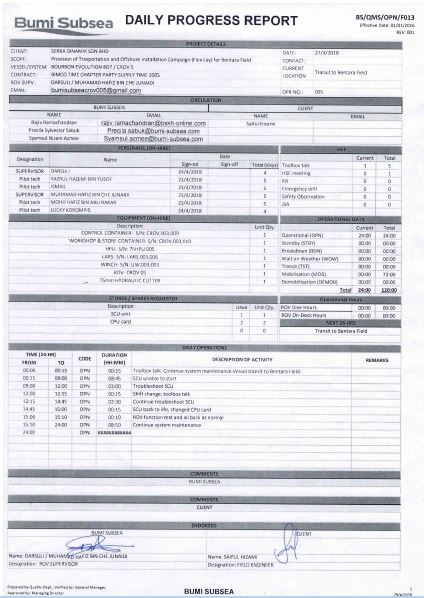 Bumi Subsea
DAILY PROGRESS REPORT
BS/QMS/OPN/F013
Effective Date: 01/01/2016
REV: 001
PROJECT DETAILS
CLIENT: SERBA DINAMIK SDN BHD
DATE: 27/4/2018
SCOPE: Provision of Transportation and Offshore Installation Campaign (Flex Lay) for Bentara Field
CONTACT:
VESSEL/SYSTEM: BOURBON EVOLUTION 807 / CROV 5
CURRENT LOCATION Transit to Bentara Field
CONTRACT: BIMCO TIME CHARTER PARTY SUPPLY TIME 2005
ROV SUPV.: DARSULI / MUHAMAD HAFIZ BIN CHE JUNAIDI
EMAIL: bumisubseacrov005@gmail.com
DPR NO.: 005
CIRCULATION
BUMI SUBSEA CLIENT
NAME EMAIL NAME EMAIL
Rajiv Ramachandran rajiv.ramachandran@bskh-online.com Saiful Hizami
Precila Sylvester Sabuk Precila.sabuk@bumi-subsea.com
Syamsul Nizam Azmee Syamsul.azmee@bumi-subsea.com
PERSONNEL (ON-HIRE) HSE
Designation Name Date Sign-on Sign-off Total (days) Current Total
SUPERVISOR DARSULI 24/4/2018 4
Pilot tech 24/4/2018 5
Pilot tech ISMAIL 23/4/2018 5
SUPERVISOR MUHAMAD HAFIZ BIN CHE JUNAIDI 23/4/2018 5
Pilot tech MOHD HAFIZ BIN ABU BAKAR 23/4/2018 5
Pilot tech LUCKY KOROMPIS 24/4/2018 4
Toolbox talk 1 5
HSE meeting 0 1
RA 0 0
Emergency drill 0 0
Safety Observation 0 0
JSA 0 0
EQUIPMENT (ON-HIRE) OPERATIONAL DATA
Description Unit Qty. Current Total
CONTROL CONTAINER - S/N: CROV.003.009 1
WORKSHOP & STORE CONTAINER S/N: CROV.003.010 1
HPU- S/N: 75HPU 005 1
LARS- S/N: LARS.003.006 1
WINCH- S/N: UW.003.003 1
ROV- CROV 05 1
75mm HYDRAULIC CUTTER 1
Operational (OPN) 24:00 24:00
Standby (STBY) 00:00 00:00
Breakdown (BDN) 00:00 00:00
Wait on Weather (WOW) 00:00 00:00
Transit (TST) 00:00 00:00
Mobilisation (MOB) 00:00 72:00
Demobilisation (DEMOB) 00:00 00:00
Total 24:00 120:00
STORES / SPARES REQUESTED Operational Hours
Issue Unit Qty.
SCU unit 1 1
CPU card 2 2
0 0
ROV Dive Hours 00:00 00:00
ROV On-Deck Hours 00:00 00:00
NEXT 24 HRS
Transit to Bentara Field
DAILY OPERATIONS
TIME (24-HR) FROM TO CODE DURATION (HH:MM) DESCRIPTION OF ACTIVITY REMARKS
00:00 00:15 OPN 00:15 Toolbox talk, Continue system maintenance /Vessel transit to Bentara Field.
00:15 09:00 OPN 08:45 SCU unable to start
09:00 12:00 OPN 03:00 Troubleshoot SCU
12:00 12:15 OPN 00:15 Shift change, toolbox talk
12:15 14:45 OPN 02:30 Continue troubleshoot SCU
14:45 15:00 OPN 00:15 SCU back to life, changed CPU card
15:00 15:10 OPN 00:10 ROV function test and all back as normal
15:10 24:00 OPN 08:50 Continue system maintenance
24:00 OPN ##########
COMMENTS
BUMI SUBSEA
COMMENTS
CLIENT
ENDORSED
BUMI SUBSEA CLIENT
Name: DARSULI / MUHAMAD HAFIZ BIN CHE JUNAIDI Name: SAIFUL HIZAMI
Designation: ROV SUPERVISOR Designation: FIELD ENGINEER
Prepared by: Quality Dept., Verified by: General Manager,
Approved by: Managing Director
BUMI SUBSEA
1